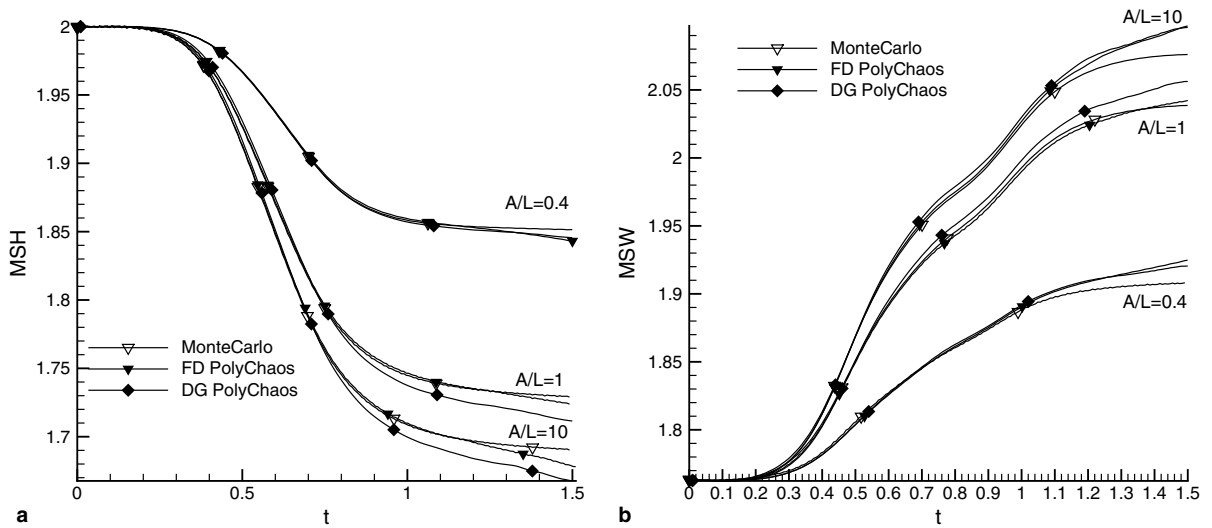 2
1.95
1.9
1.85
1.8
1.75
1.7
MSH
0
0.5
1
1.5
t
A/L=0.4
A/L=1
A/L=10
MonteCarlo
FD PolyChaos
DG PolyChaos
a
A/L=10
MonteCarlo
FD PolyChaos
DG PolyChaos
2.05
2
1.95
1.9
1.85
1.8
MSW
A/L=1
A/L=0.4
0 0.1 0.2 0.3 0.4 0.5 0.6 0.7 0.8 0.9 1 1.1 1.2 1.3 1.4 1.5
t
b